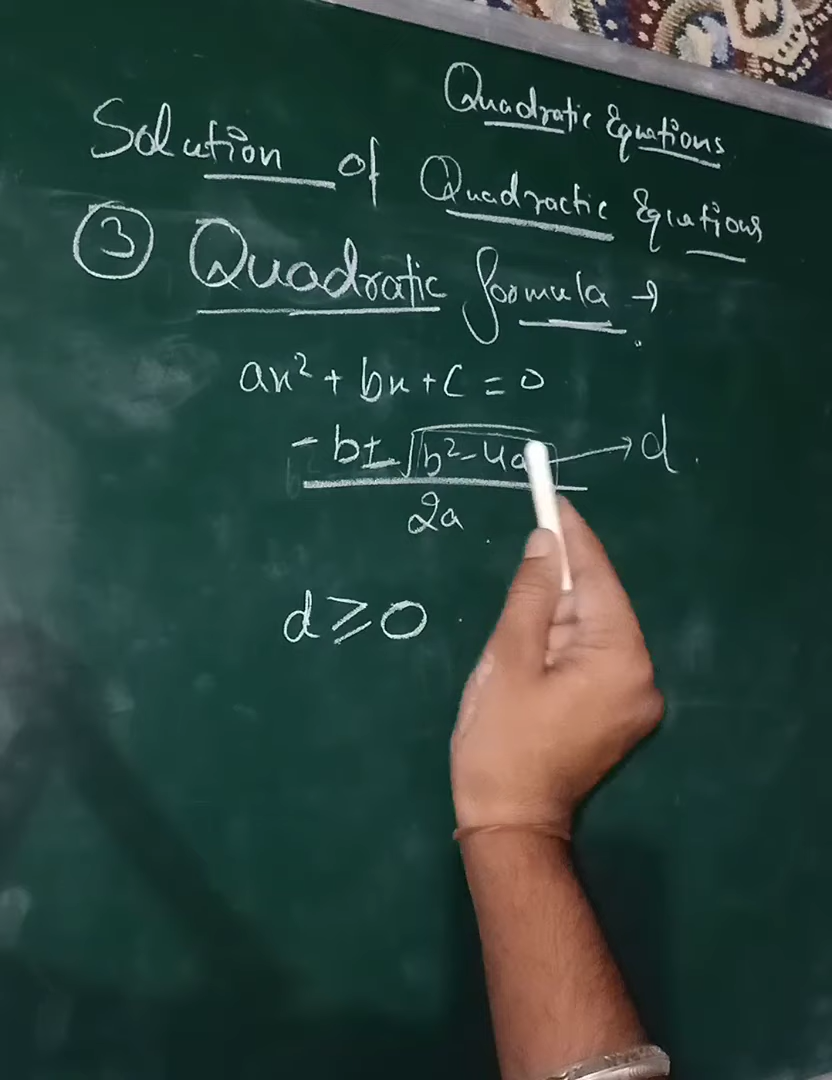 Quadratic Equations
Solution of Quadractic Equations
③ Quadratic formula →
ax² + bx + c = 0
-b ± √b² - 4a → d
2a
d ≥ 0